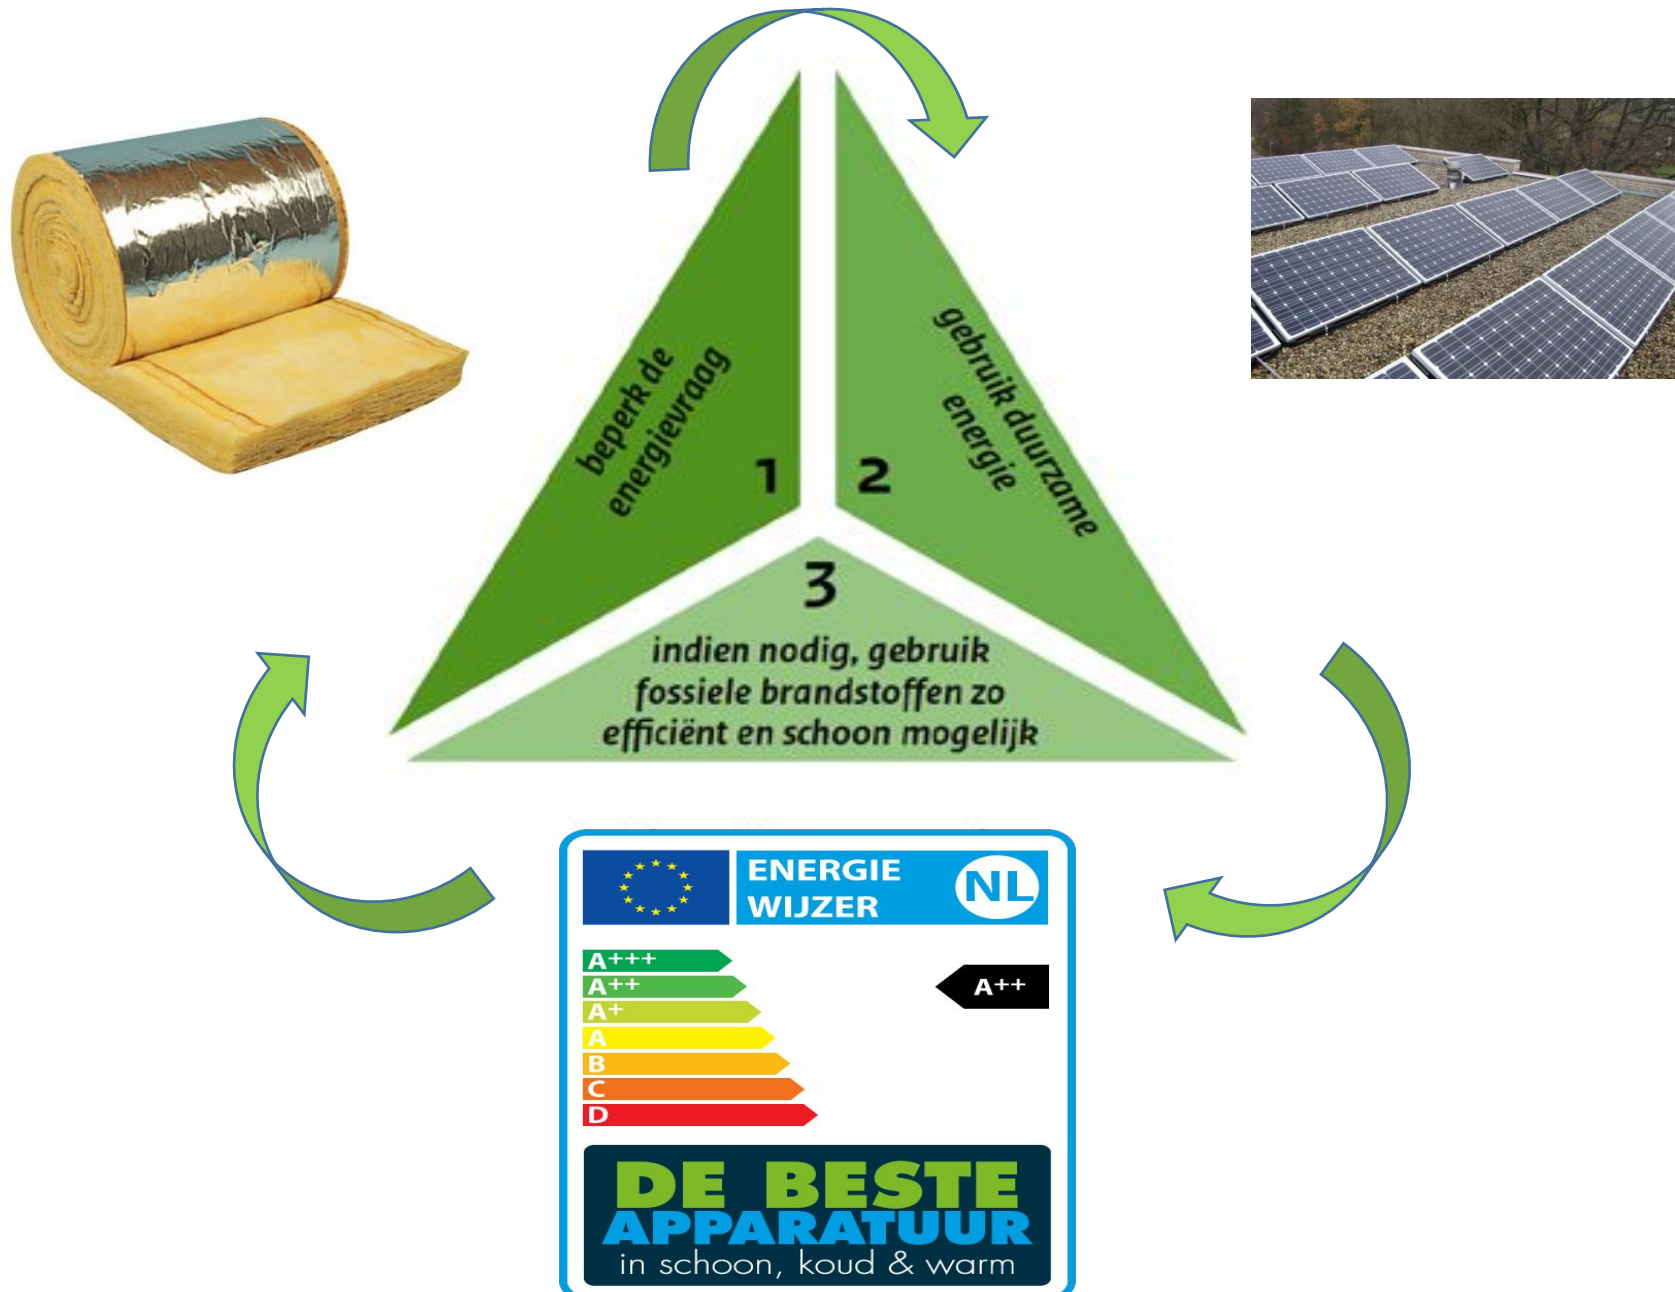 beperk de
energievraag
1
gebruik duurzame
energie
2
3
indien nodig, gebruik
fossiele brandstoffen zo
efficiënt en schoon mogelijk
ENERGIE
WIJZER
NL
A+++
A++
A+
A
B
C
D
A++
DE BESTE
APPARATUUR
in schoon, koud & warm